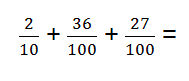 2/10 + 36/100 + 27/100 =